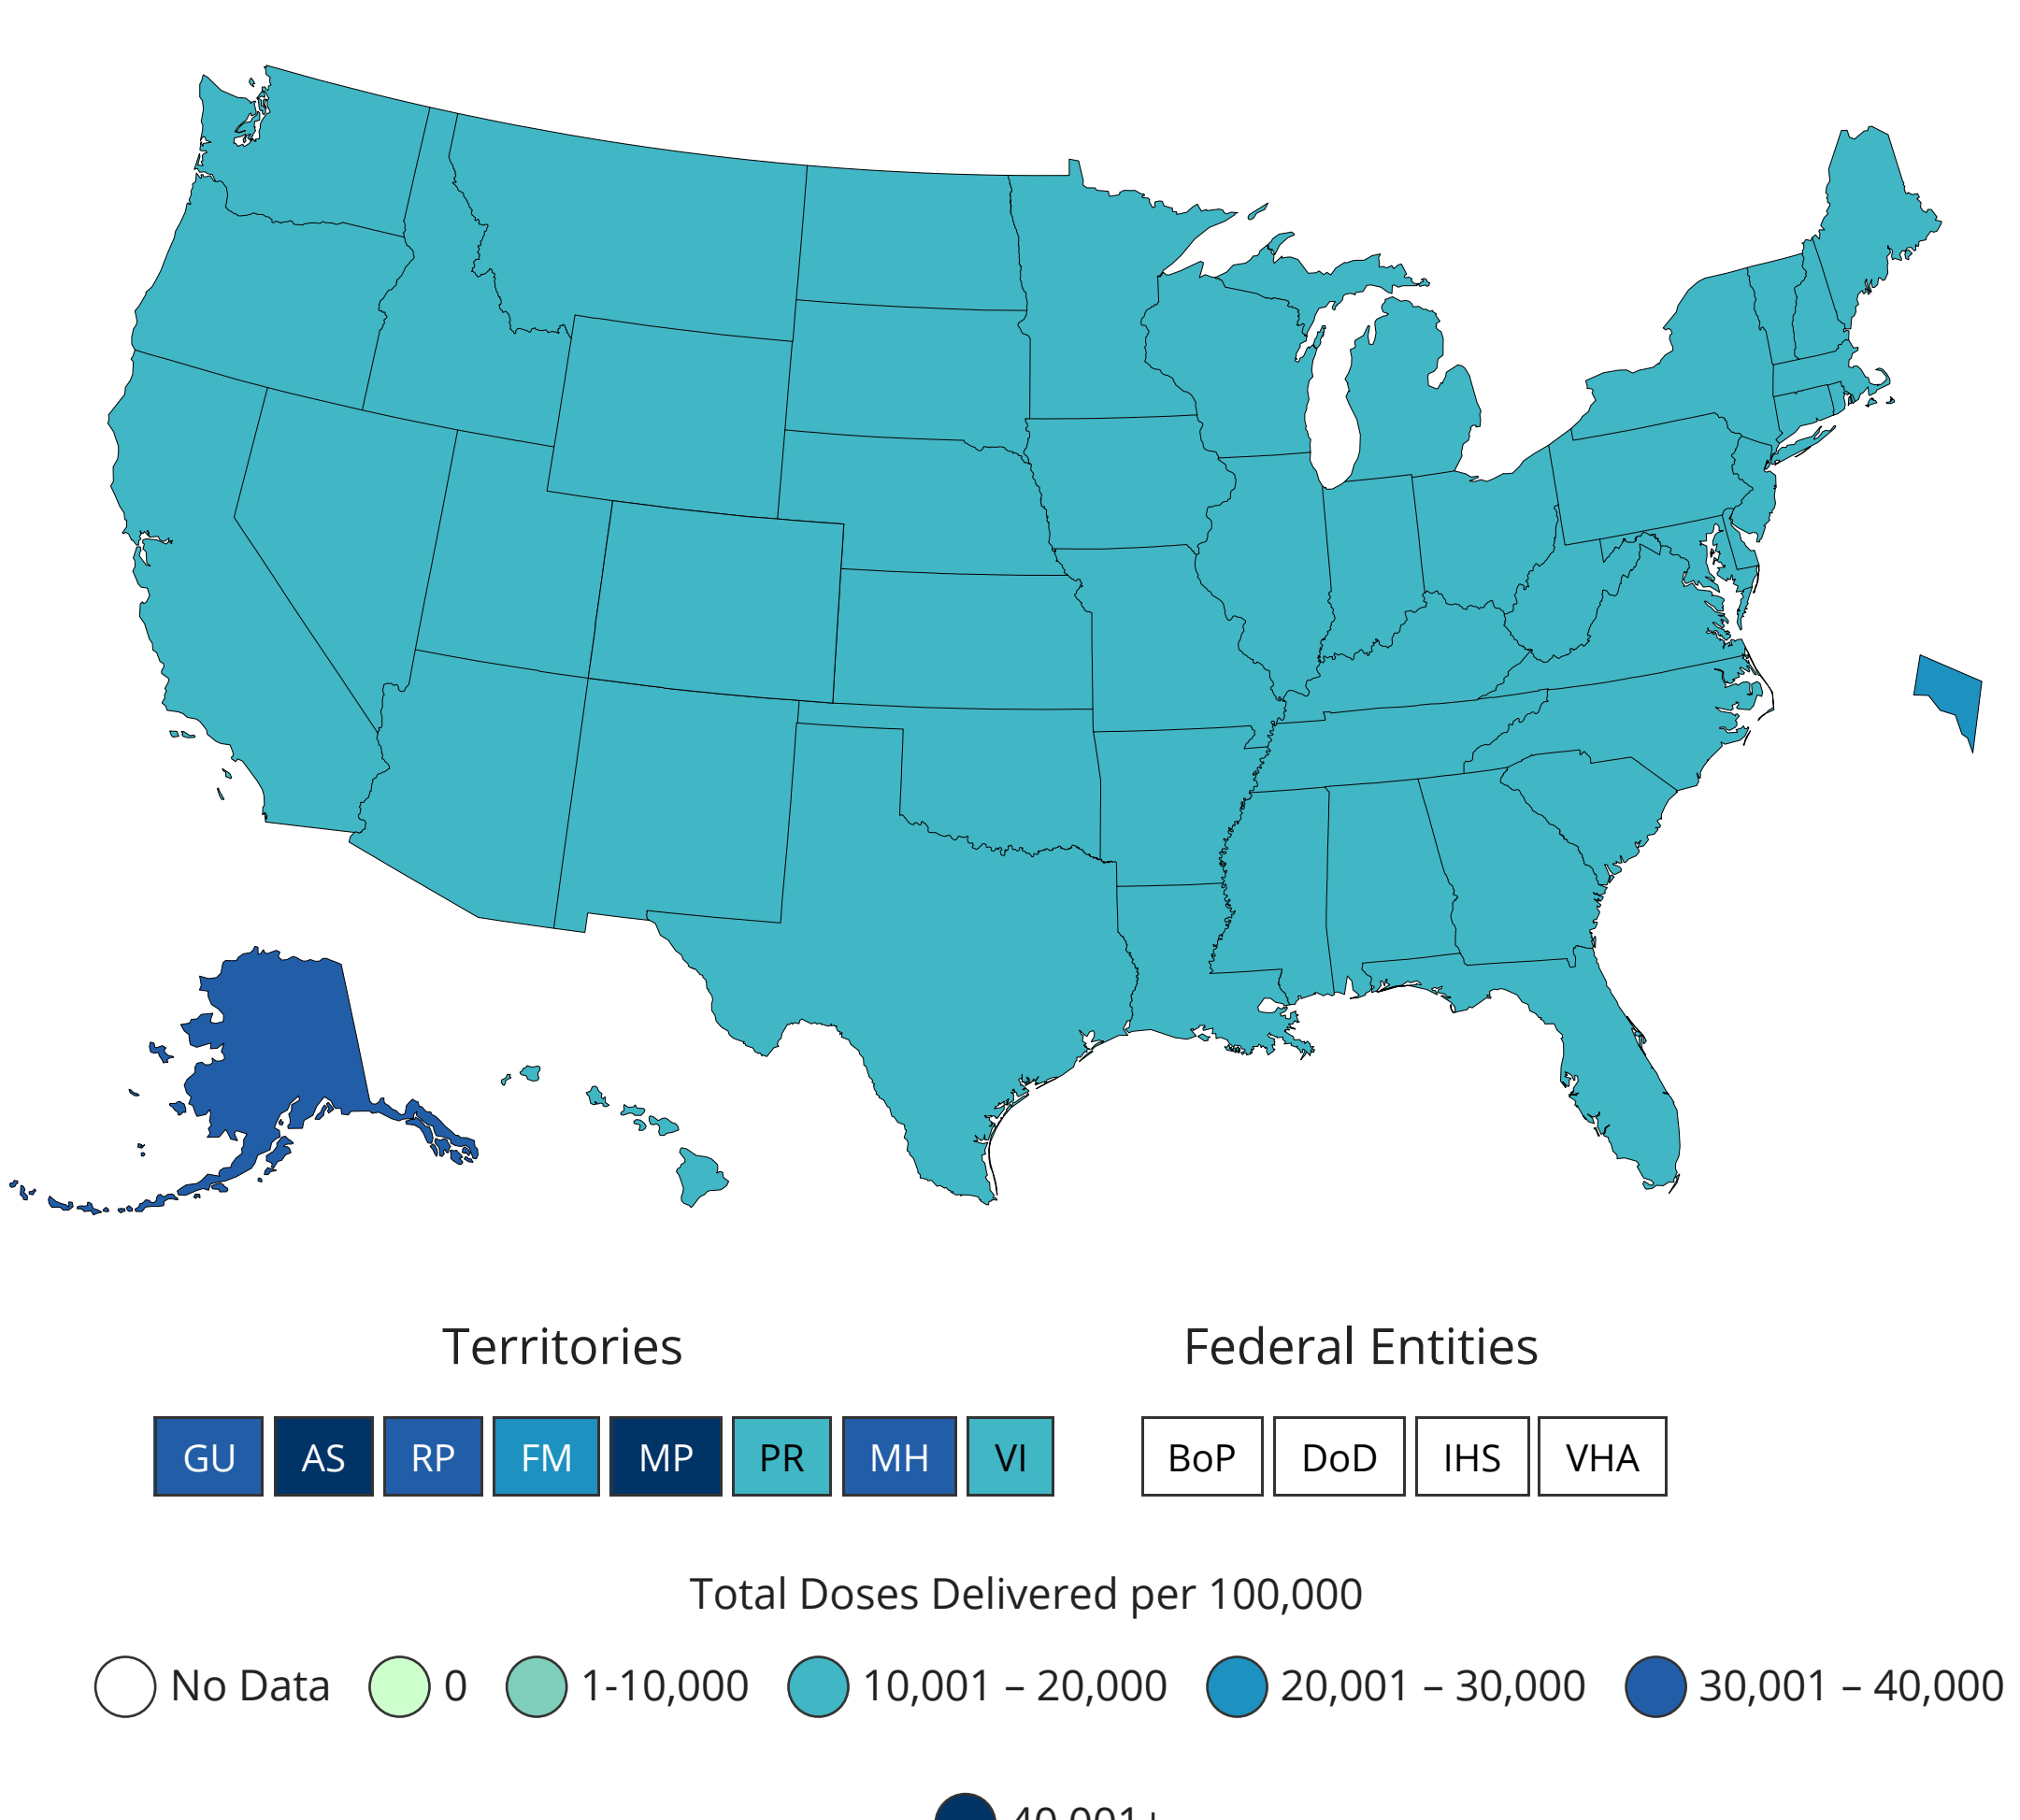 Territories
Federal Entities
GU AS RP FM MP PR MH VI
BoP DoD IHS VHA
Total Doses Delivered per 100,000
No Data 0 1-10,000 10,001 – 20,000 20,001 – 30,000 30,001 – 40,000
40,001+